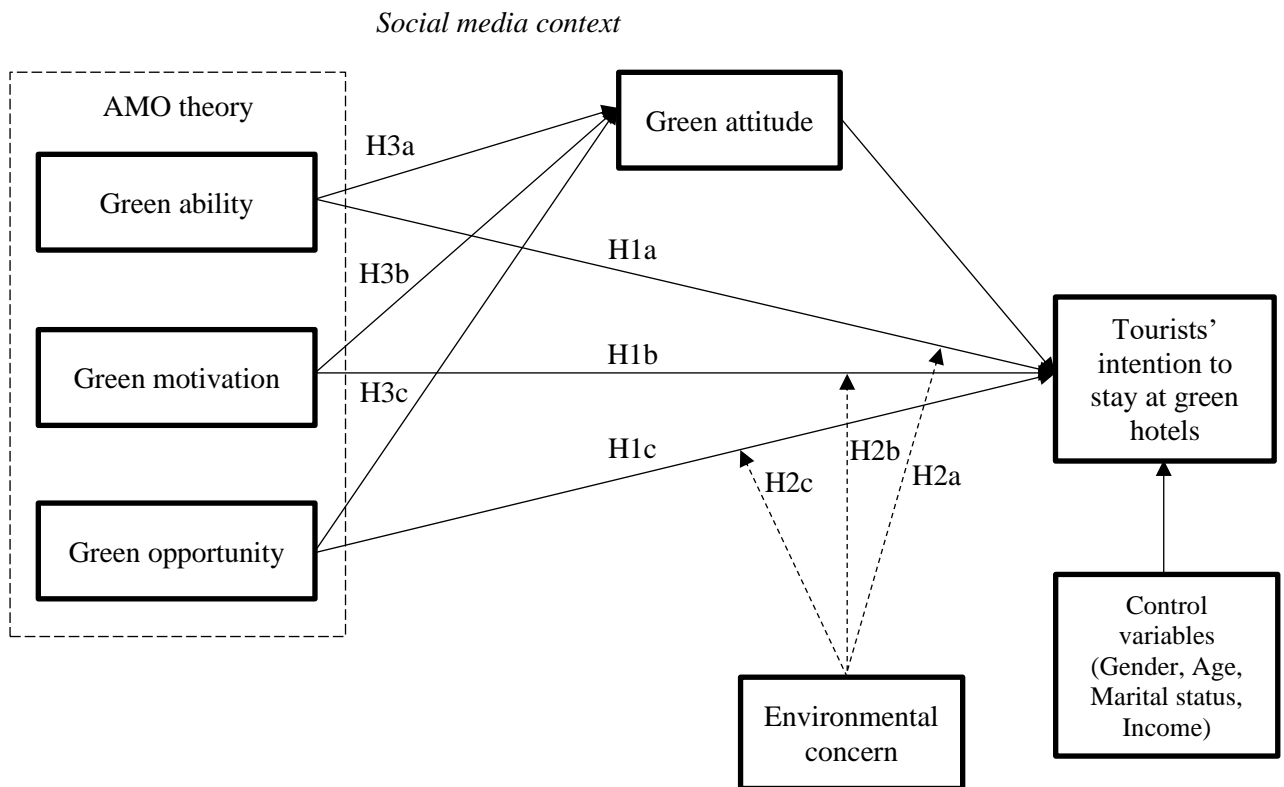 Social media context
AMO theory
Green attitude
H3a
Green ability
H1a
H3b
Tourists’
intention to
stay at green
hotels
H1b
Green motivation
H3c
H1c
H2b
H2c
H2a
Green opportunity
Control
variables
(Gender, Age,
Marital status,
Income)
Environmental
concern